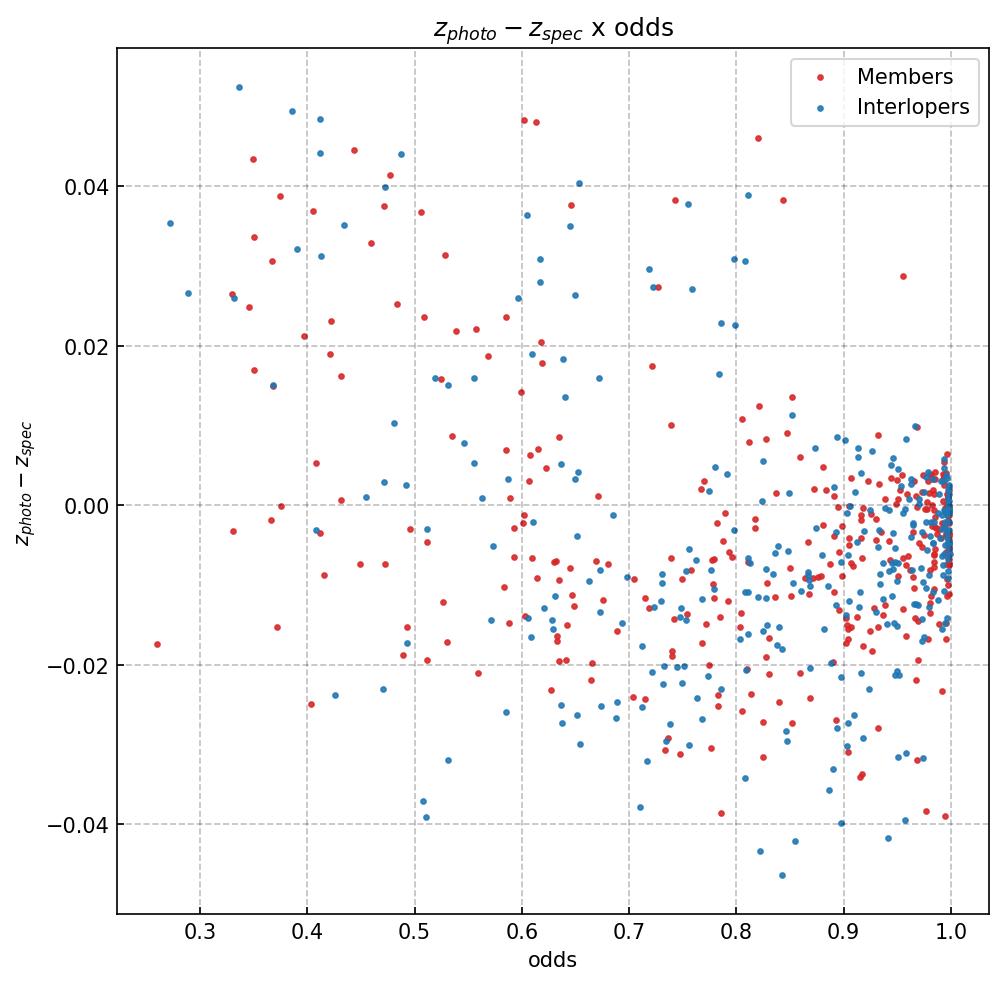 z_photo − z_spec x odds
Members
Interlopers
z_photo − z_spec
0.04
0.02
0.00
−0.02
−0.04
0.3 0.4 0.5 0.6 0.7 0.8 0.9 1.0
odds